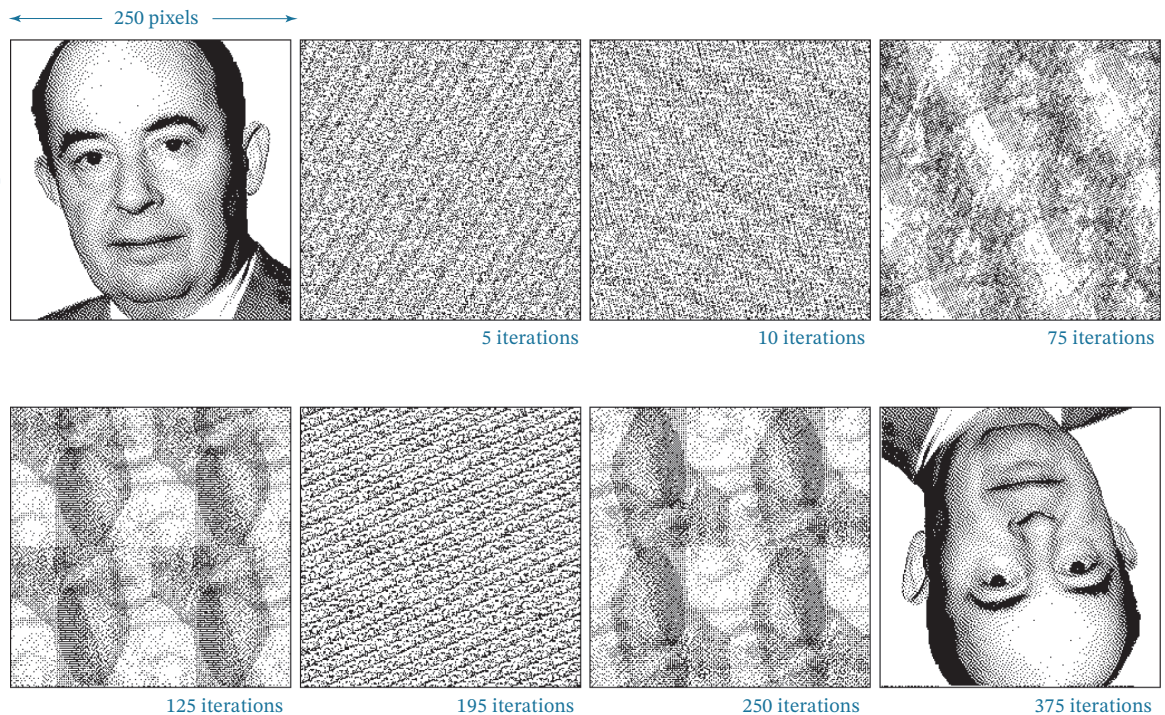 250 pixels
5 iterations
10 iterations
75 iterations
125 iterations
195 iterations
250 iterations
375 iterations